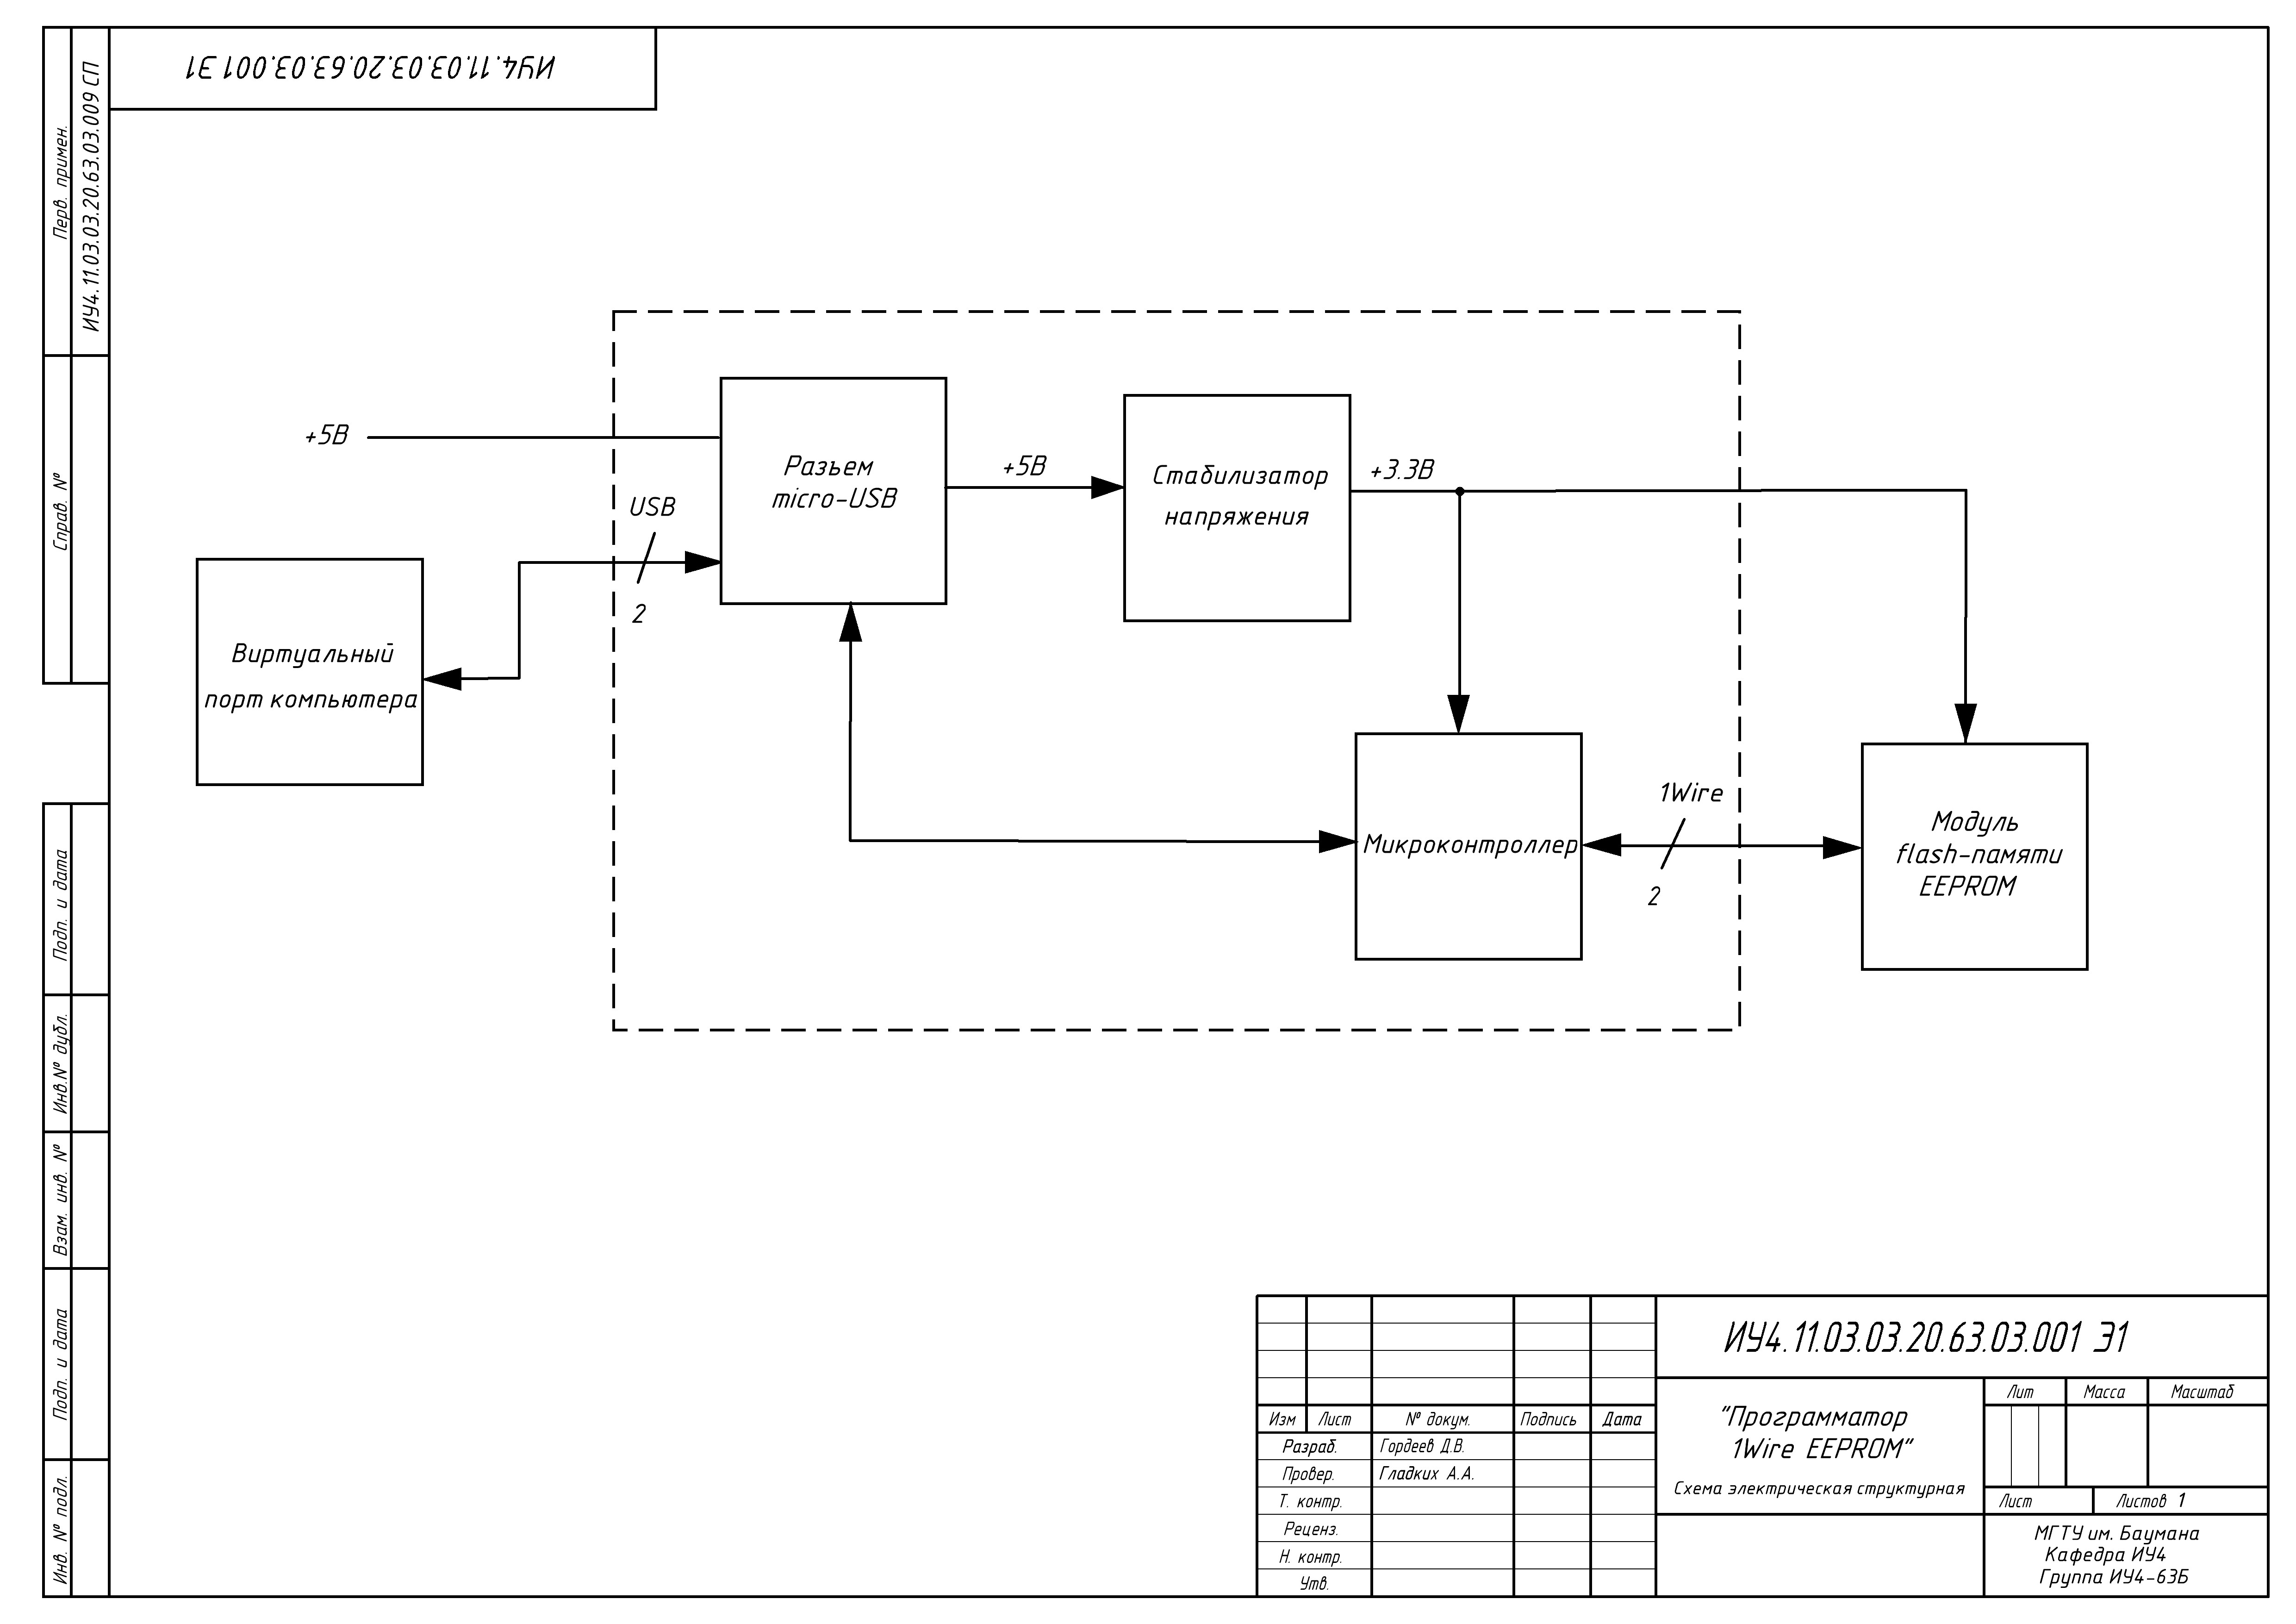 ИУ4.11.03.03.20.63.03.001 Э1
+5В
Виртуальный
порт компьютера
USB
2
Разъем
micro-USB
+5В
Стабилизатор
напряжения
+3.3В
Микроконтроллер
1Wire
2
Модуль
flash-памяти
EEPROM
Перв. примен.
ИУ4.11.03.03.20.63.03.009 СП
Справ. №
Подп. и дата
Инв.№ дубл.
Взам. инв. №
Подп. и дата
Инв. № подл.
ИУ4.11.03.03.20.63.03.001 Э1
Изм Лист № докум. Подпись Дата
Разраб. Гордеев Д.В.
Провер. Гладких А.А.
Т. контр.
Реценз.
Н. контр.
Утв.
"Программатор
1Wire EEPROM"
Схема электрическая структурная
Лит Масса Масштаб
Лист Листов 1
МГТУ им. Баумана
Кафедра ИУ4
Группа ИУ4-63Б